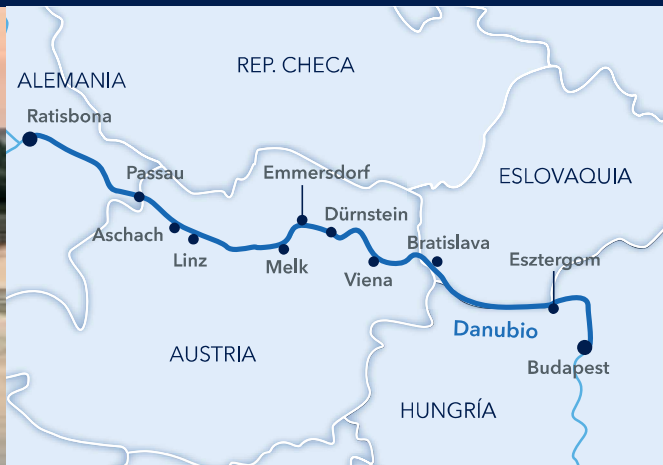 REP. CHECA
ALEMANIA
Ratisbona
Passau
Emmersdorf
ESLOVAQUIA
Dürnstein
Aschach
Bratislava
Linz
Melk
Viena
Esztergom
Danubio
AUSTRIA
Budapest
HUNGRÍA